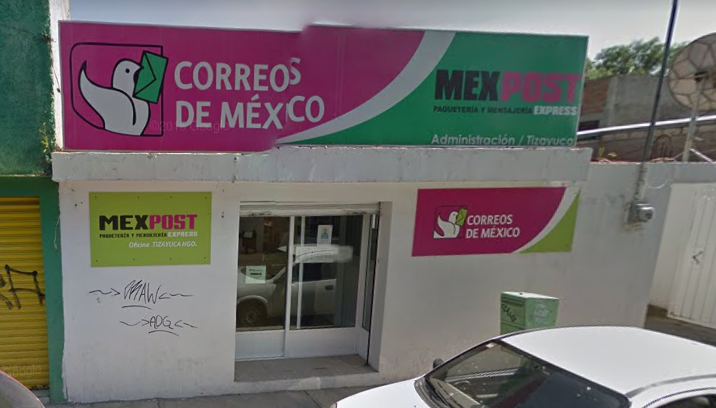 CORREOS
DE MÉXICO
MEXPOST
PAQUETERÍA Y MENSAJERÍA EXPRESS
Administración / Tizayuca
MEXPOST
PAQUETERÍA Y MENSAJERÍA EXPRESS
Oficina TIZAYUCA HGO.
CORREOS
DE MÉXICO
ADG